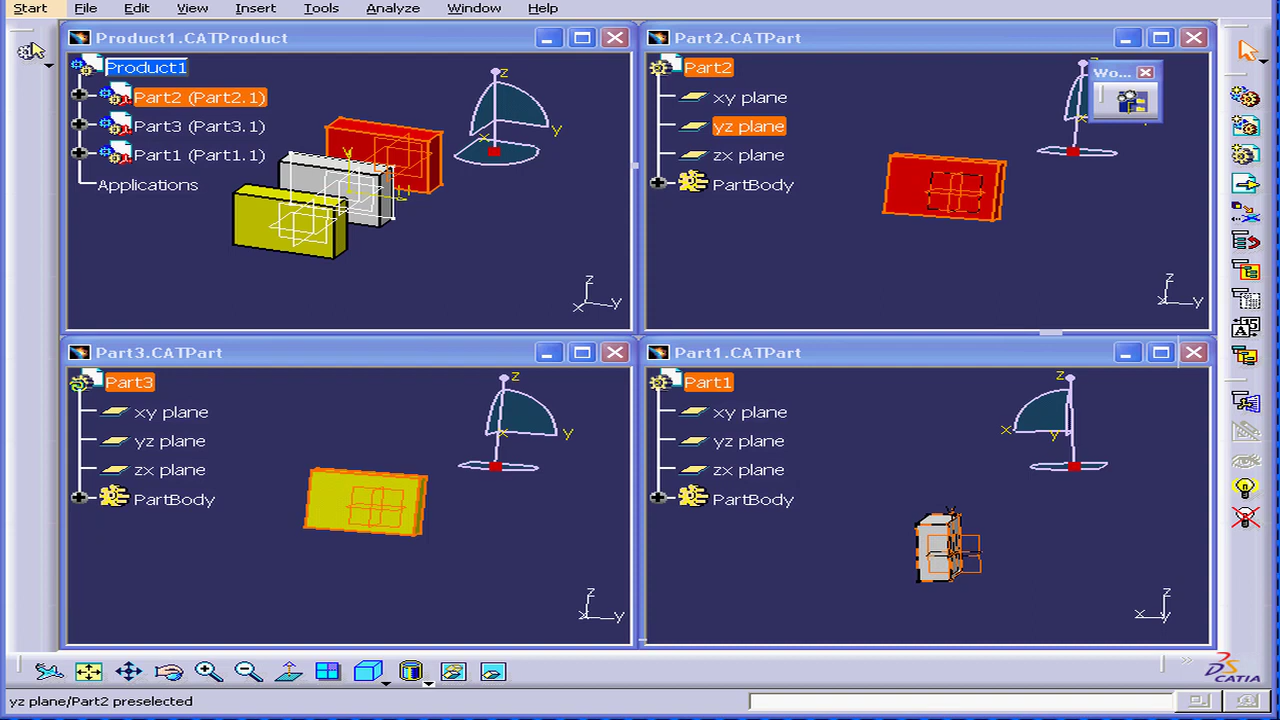 Start File Edit View Insert Tools Analyze Window Help
Product1.CATProduct
Product1
Part2 (Part2.1)
Part3 (Part3.1)
Part1 (Part1.1)
Applications
z
y
x
V
H
z
x y
Part2.CATPart
Part2
xy plane
yz plane
zx plane
PartBody
Wo...
z
x y
Part3.CATPart
Part3
xy plane
yz plane
zx plane
PartBody
z
y
x
z
x y
Part1.CATPart
Part1
xy plane
yz plane
zx plane
PartBody
z
x
y
z
x y
CATIA
yz plane/Part2 preselected